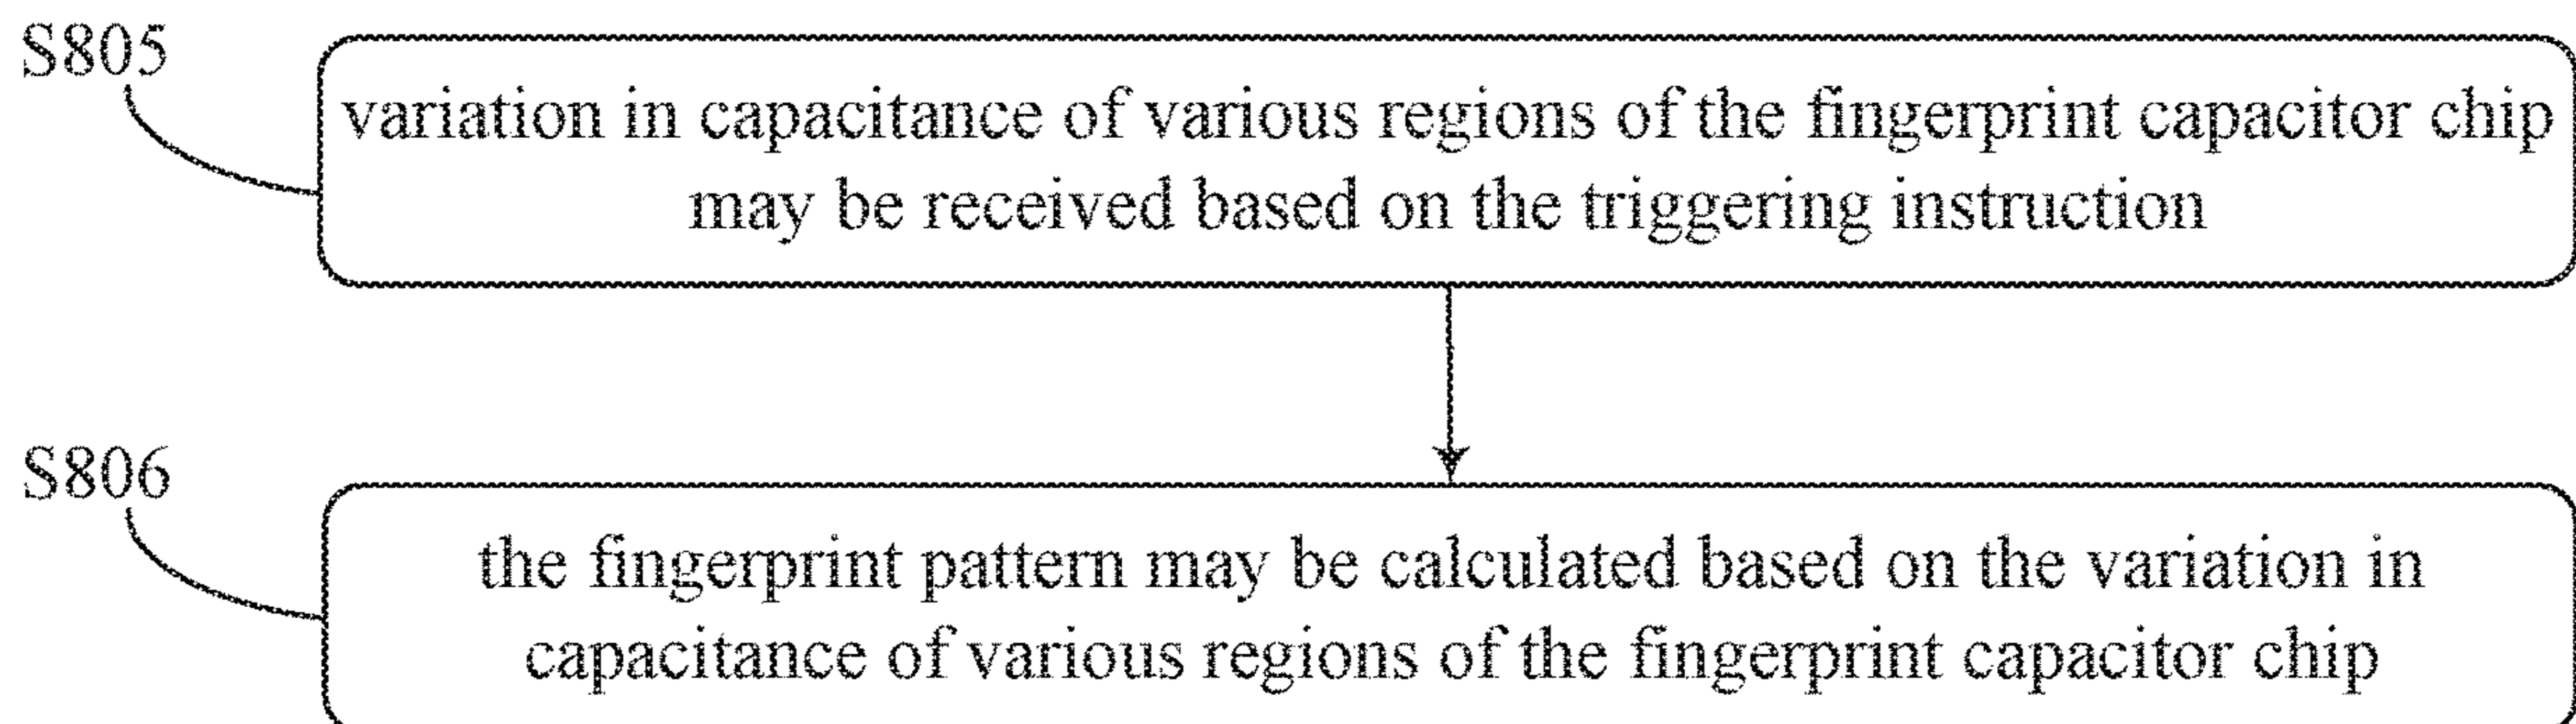 S805
variation in capacitance of various regions of the fingerprint capacitor chip
may be received based on the triggering instruction
S806
the fingerprint pattern may be calculated based on the variation in
capacitance of various regions of the fingerprint capacitor chip